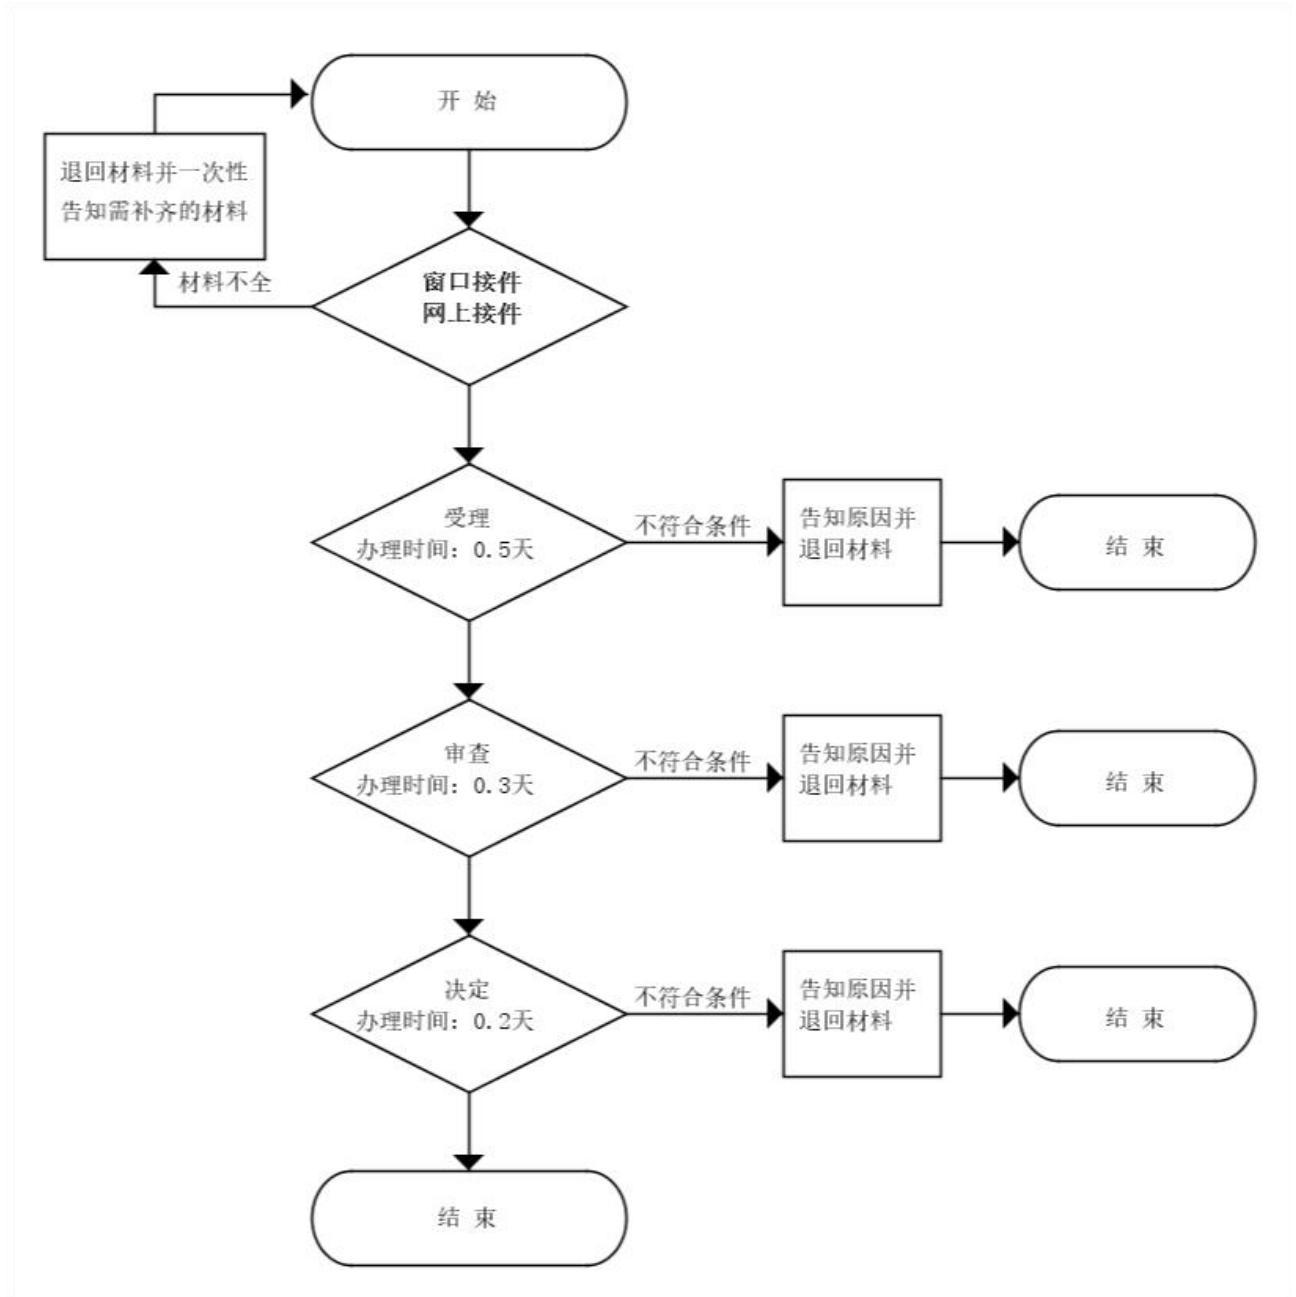 开 始
退回材料并一次性
告知需补齐的材料
材料不全
窗口接件
网上接件
受理
办理时间：0.5天
不符合条件
告知原因并
退回材料
结 束
审查
办理时间：0.3天
不符合条件
告知原因并
退回材料
结 束
决定
办理时间：0.2天
不符合条件
告知原因并
退回材料
结 束
结 束